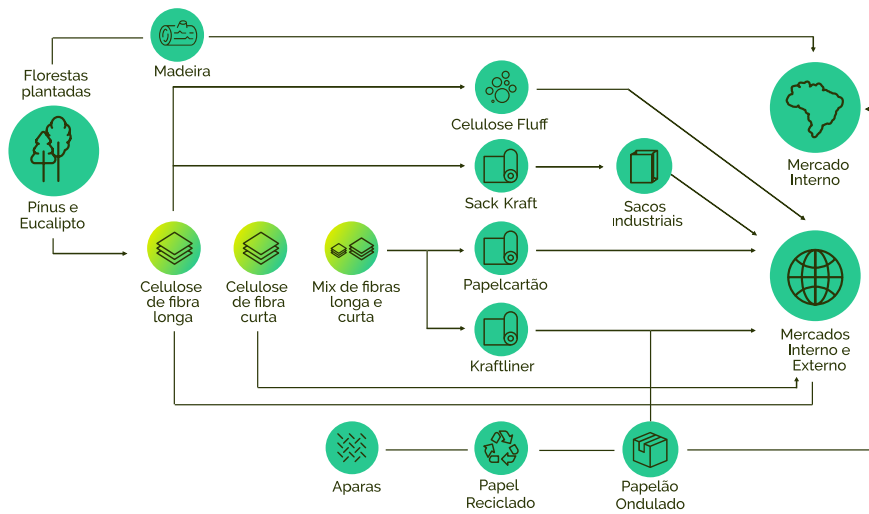 Florestas
plantadas
Madeira
Pínus e
Eucalipto
Celulose Fluff
Sack Kraft
Sacos
Industriais
Mercado
Interno
Celulose
de fibra
longa
Celulose
de fibra
curta
Mix de fibras
longa e
curta
Papelcartão
Kraftliner
Mercados
Interno e
Externo
Aparas
Papel
Reciclado
Papelão
Ondulado